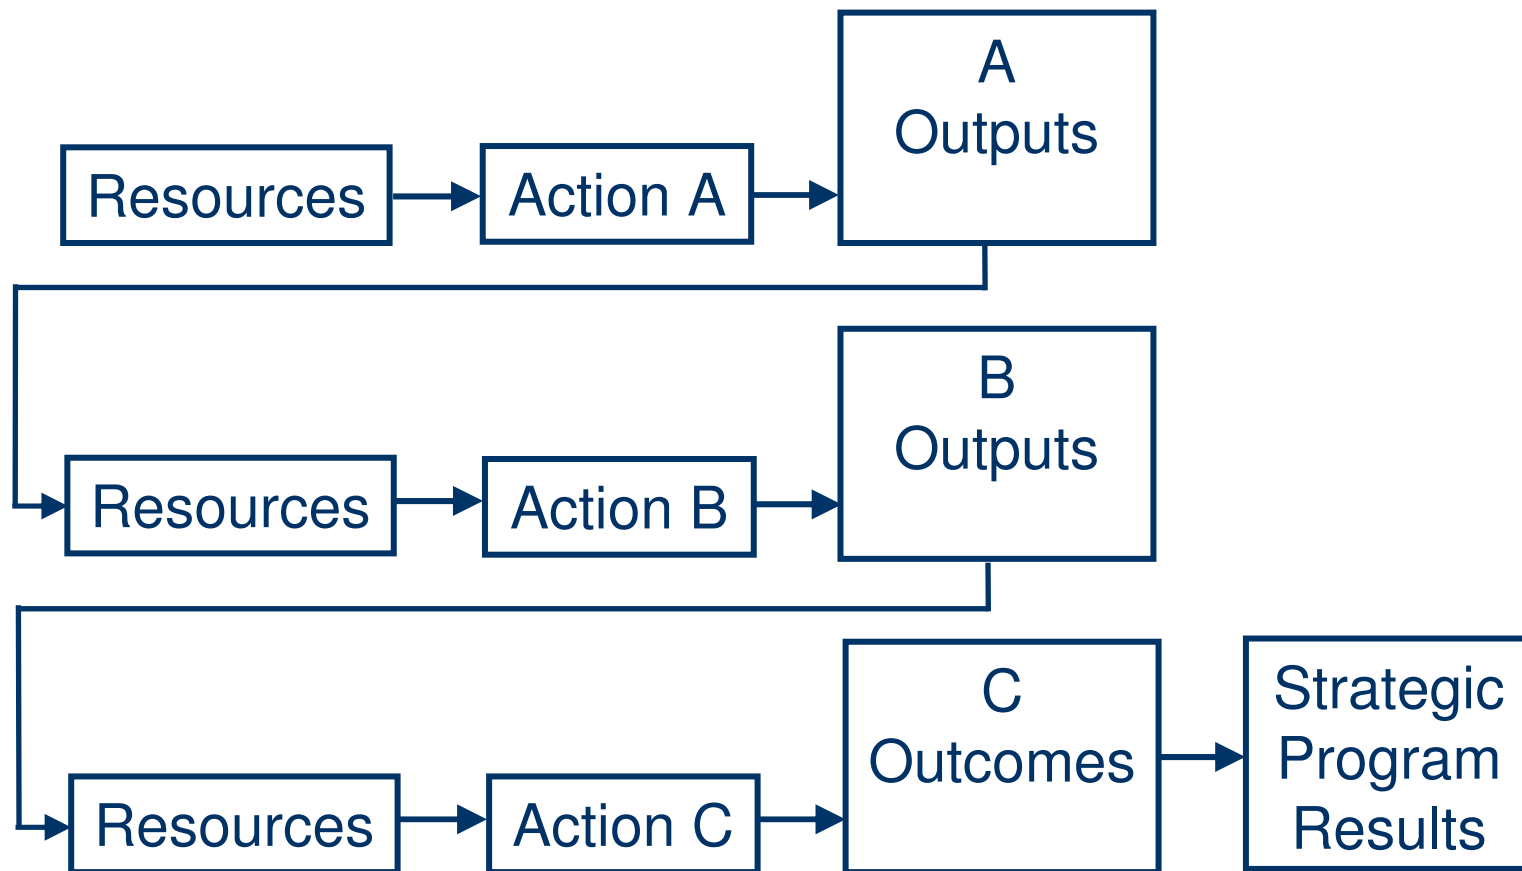 A
Outputs
Resources
Action A
B
Outputs
Resources
Action B
C
Outcomes
Strategic
Program
Results
Resources
Action C